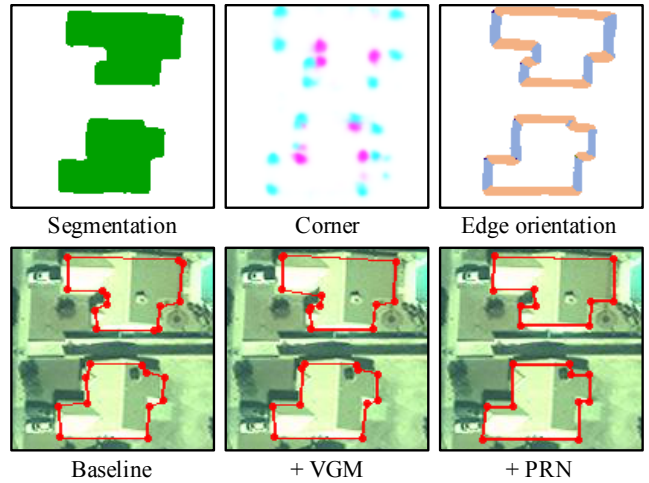 Segmentation
Corner
Edge orientation
Baseline
+ VGM
+ PRN